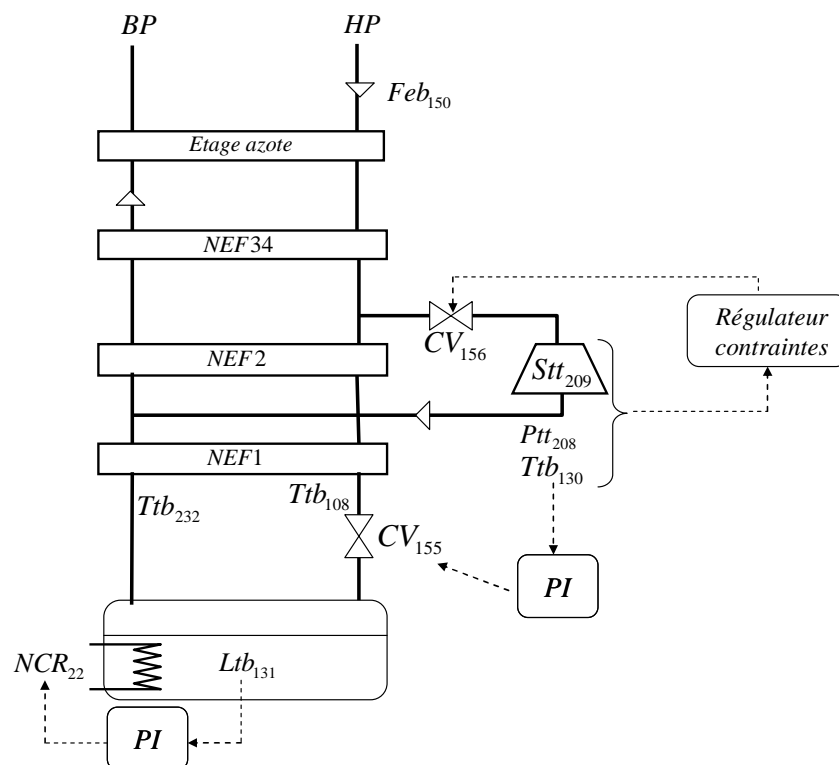 BP HP
Feb₁₅₀
Etage azote
NEF34
CV₁₅₆
Régulateur
contraintes
NEF2
Stt₂₀₉
Ptt₂₀₈
NEF1
Ttb₁₃₀
Ttb₂₃₂
Ttb₁₀₈
CV₁₅₅
PI
NCR₂₂
Ltb₁₃₁
PI